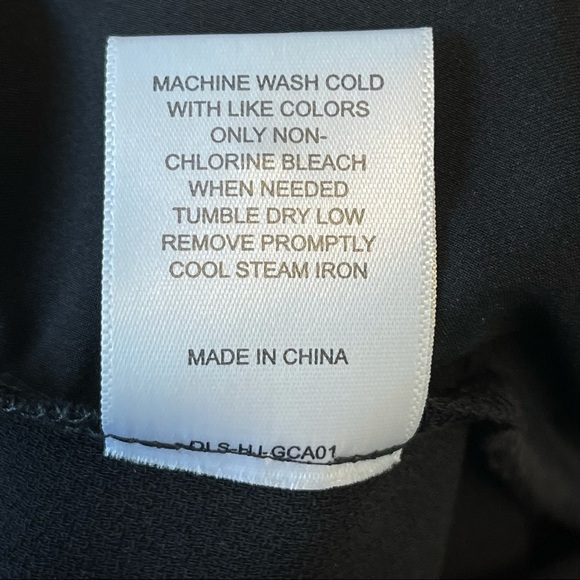 MACHINE WASH COLD
WITH LIKE COLORS
ONLY NON-
CHLORINE BLEACH
WHEN NEEDED
TUMBLE DRY LOW
REMOVE PROMPTLY
COOL STEAM IRON
MADE IN CHINA